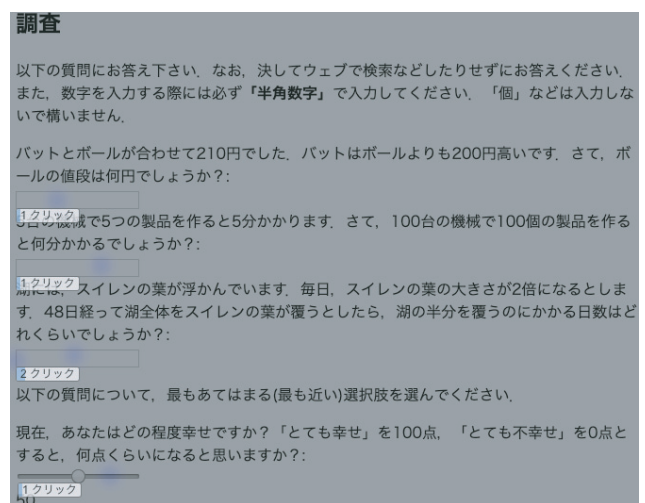 調査
以下の質問にお答え下さい．なお，決してウェブで検索などしたりせずにお答えください．
また，数字を入力する際には必ず「半角数字」で入力してください．「個」などは入力しな
いで構いません．
バットとボールが合わせて210円でした．バットはボールよりも200円高いです．さて，ボ
ールの値段は何円でしょうか？:
1 クリック
5台の機械で5つの製品を作ると5分かかります．さて，100台の機械で100個の製品を作る
と何分かかるでしょうか？:
1 クリック
湖には，スイレンの葉が浮かんでいます．毎日，スイレンの葉の大きさが2倍になるとしま
す．48日経って湖全体をスイレンの葉が覆うとしたら，湖の半分を覆うのにかかる日数はど
れくらいでしょうか？:
2 クリック
以下の質問について，最もあてはまる(最も近い)選択肢を選んでください．
現在，あなたはどの程度幸せですか？「とても幸せ」を100点，「とても不幸せ」を0点と
すると，何点くらいになると思いますか？:
1 クリック
50